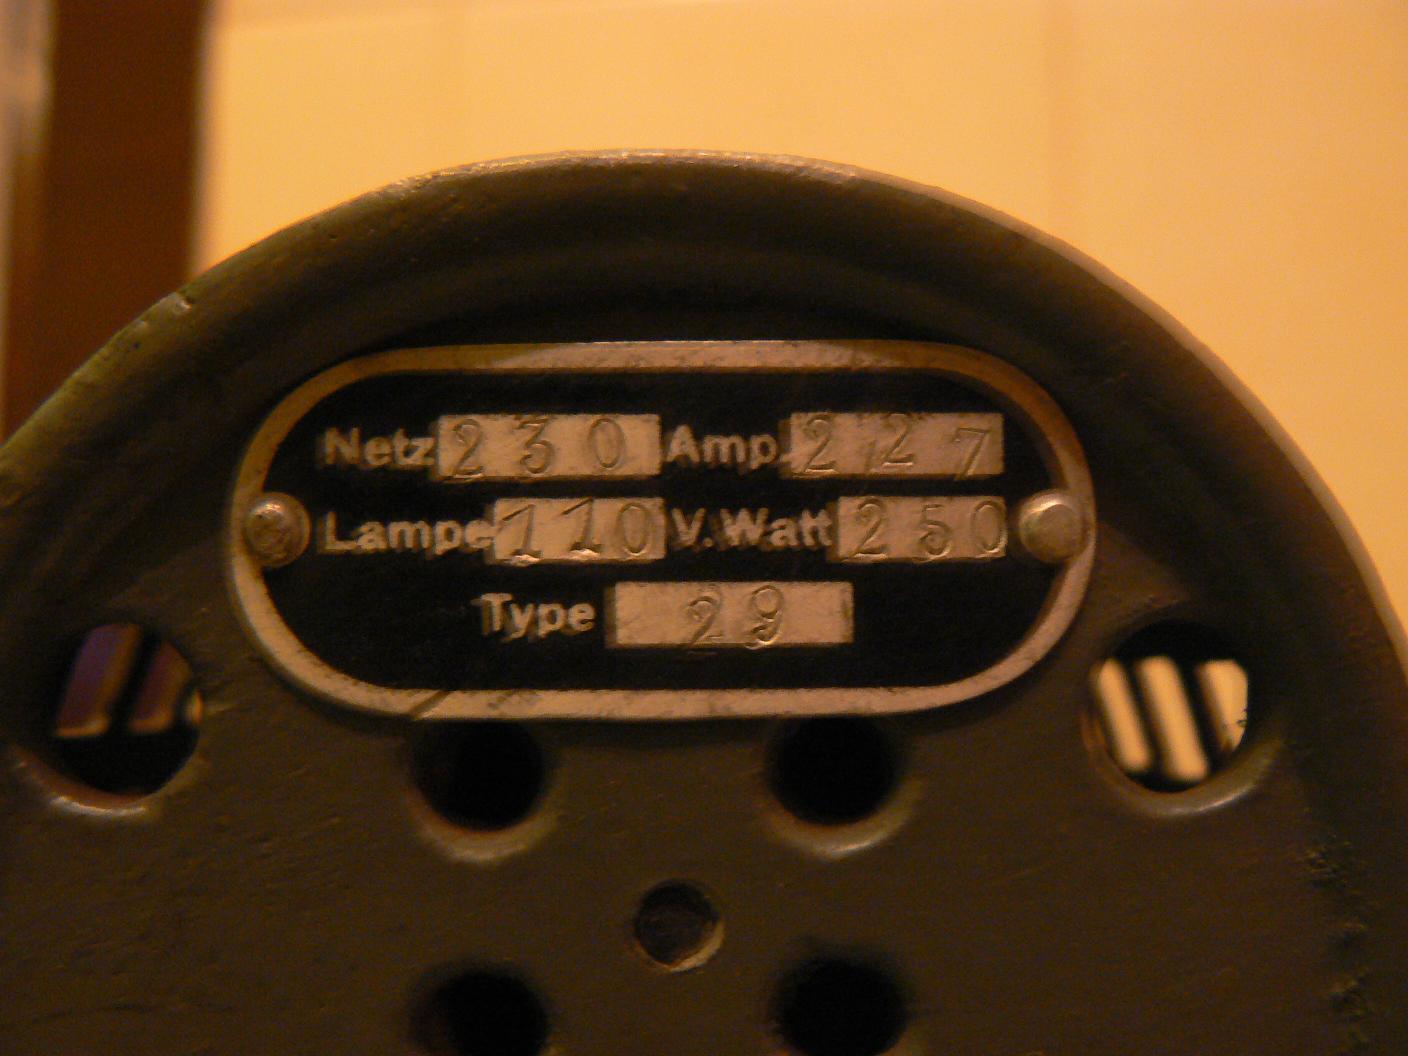 Netz 230 Amp. 2,27
Lampe 110 V. Watt 250
Type 29